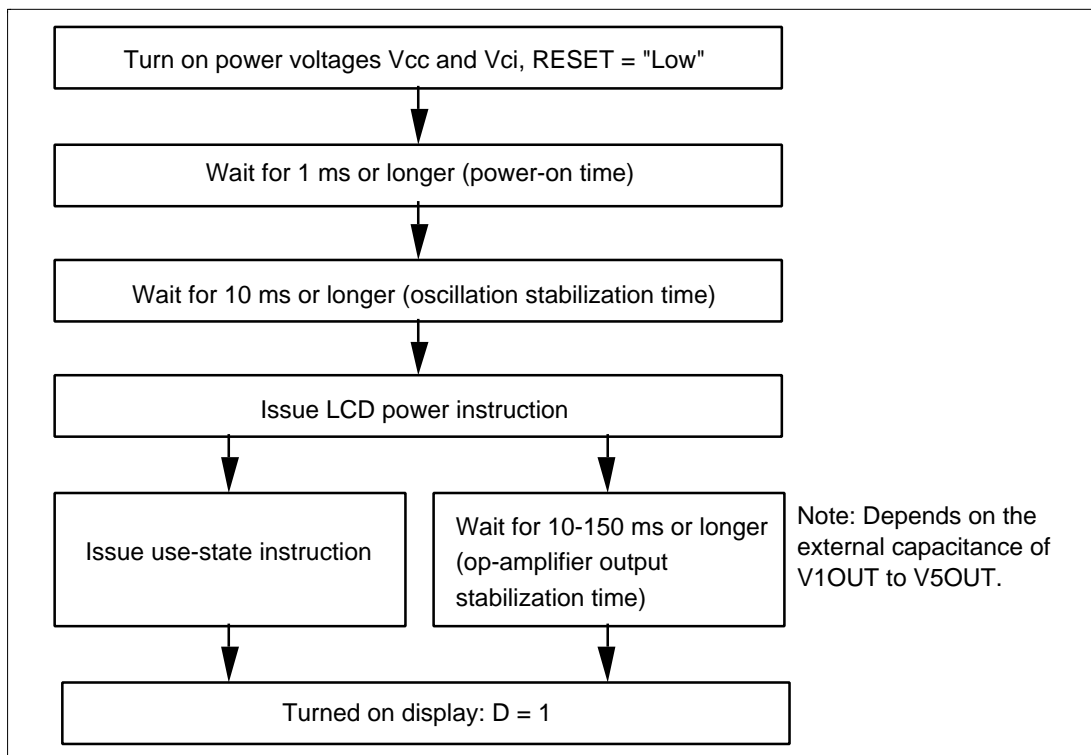 Turn on power voltages Vcc and Vci, RESET = "Low"
Wait for 1 ms or longer (power-on time)
Wait for 10 ms or longer (oscillation stabilization time)
Issue LCD power instruction
Issue use-state instruction
Wait for 10-150 ms or longer
(op-amplifier output
stabilization time)
Note: Depends on the
external capacitance of
V1OUT to V5OUT.
Turned on display: D = 1